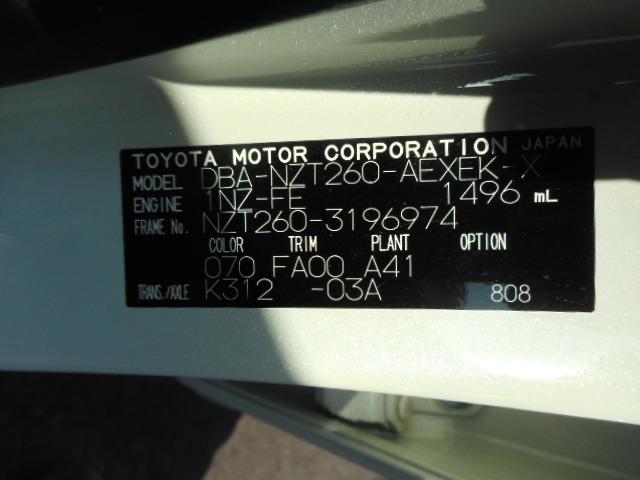 TOYOTA MOTOR CORPORATION JAPAN
MODEL DBA-NZT260-AEXEK-X
ENGINE 1NZ-FE 1496 mL
FRAME No. NZT260-3196974
COLOR TRIM PLANT OPTION
070 FA00 A41
TRANS./AXLE K312 -03A 808